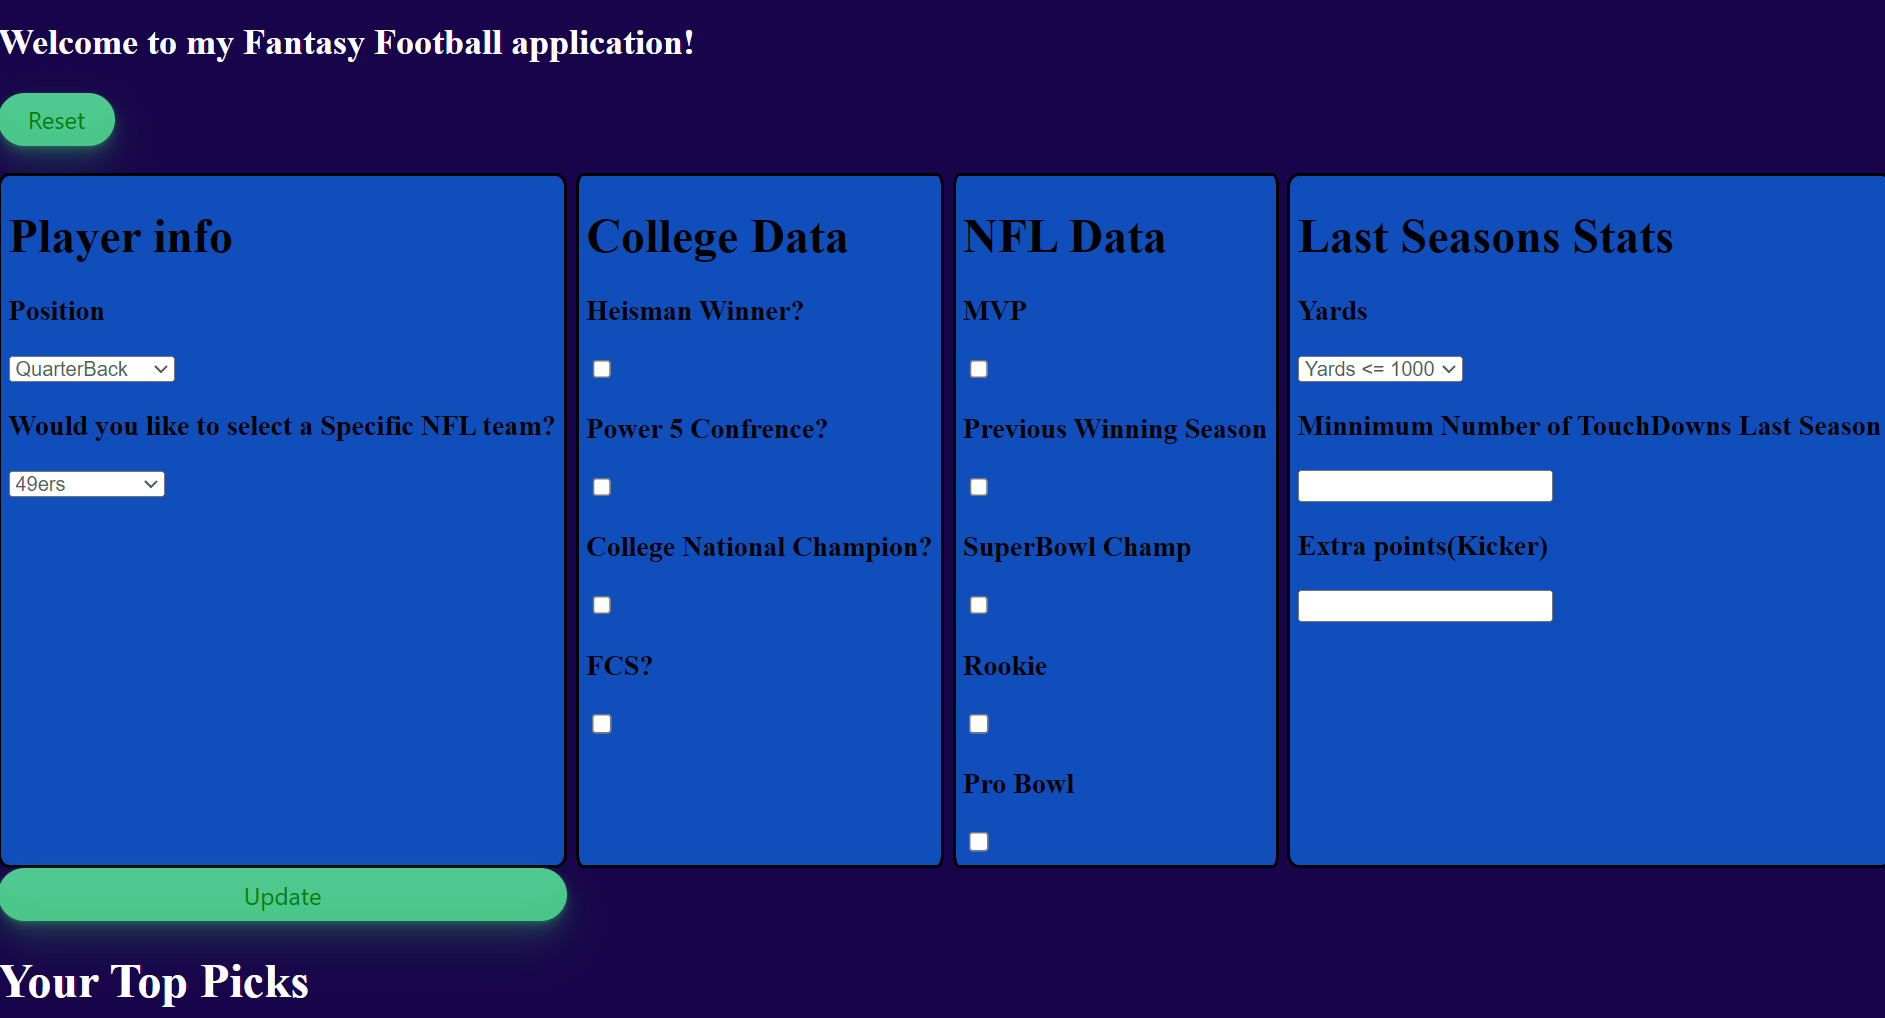 Welcome to my Fantasy Football application!
Reset
Player info
Position
QuarterBack
Would you like to select a Specific NFL team?
49ers
College Data
Heisman Winner?
Power 5 Confrence?
College National Champion?
FCS?
NFL Data
MVP
Previous Winning Season
SuperBowl Champ
Rookie
Pro Bowl
Last Seasons Stats
Yards
Yards <= 1000
Minnimum Number of TouchDowns Last Season
Extra points(Kicker)
Update
Your Top Picks